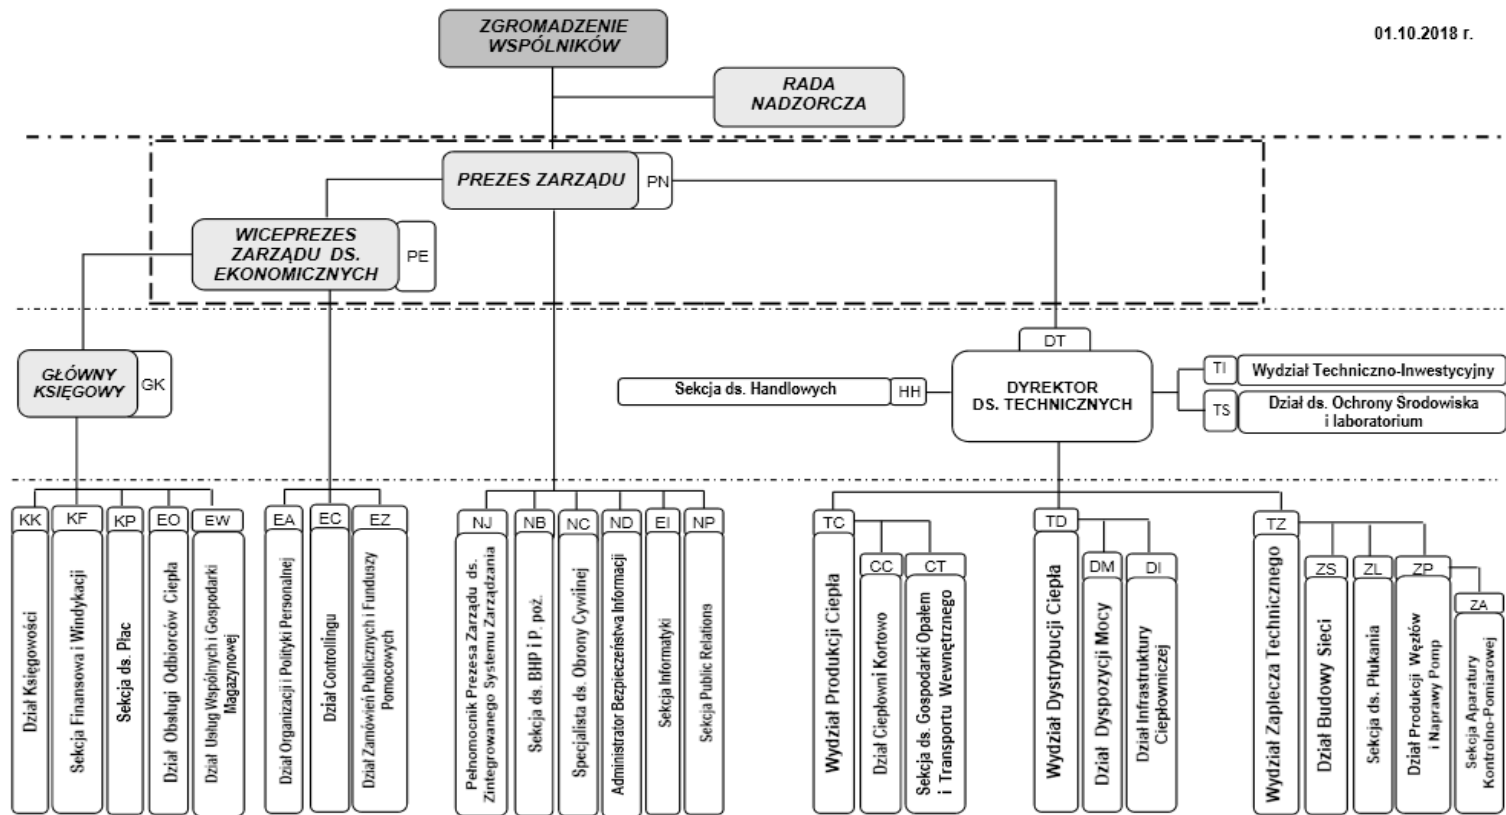 ZGROMADZENIE
WSPÓLNIKÓW
01.10.2018 r.
RADA
NADZORCZA
PREZES ZARZĄDU
PN
WICEPREZES
ZARZĄDU DS.
EKONOMICZNYCH
PE
GŁÓWNY
KSIĘGOWY
GK
DT
DYREKTOR
DS. TECHNICZNYCH
Sekcja ds. Handlowych
HH
TI
Wydział Techniczno-Inwestycyjny
TS
Dział ds. Ochrony Środowiska
i laboratorium
KK
Dział Księgowości
KF
Sekcja Finansowa i Windykacji
KP
Sekcja ds. Płac
EO
Dział Obsługi Odbiorców Ciepła
EW
Dział Usług Wspólnych i Gospodarki
Magazynowej
EA
Dział Organizacji i Polityki Personalnej
EC
Dział Controllingu
EZ
Dział Zamówień Publicznych i Funduszy
Pomocowych
NJ
Pełnomocnik Prezesa Zarządu ds.
Zintegrowanego Systemu Zarządzania
NB
Sekcja ds. BHP i P. poż.
NC
Specjalista ds. Obrony Cywilnej
ND
Administrator Bezpieczeństwa Informacji
EI
Sekcja Informatyki
NP
Sekcja Public Relations
TC
Wydział Produkcji Ciepła
CC
Dział Ciepłowni Kortowo
CT
Sekcja ds. Gospodarki Opałem
i Transportu Wewnętrznego
TD
Wydział Dystrybucji Ciepła
DM
Dział Dyspozycji Mocy
DI
Dział Infrastruktury
Ciepłowniczej
TZ
Wydział Zaplecza Technicznego
ZS
Dział Budowy Sieci
ZL
Sekcja ds. Płukania
ZP
Dział Produkcji Węzłów
i Naprawy Pomp
ZA
Sekcja Aparatury
Kontrolno-Pomiarowej